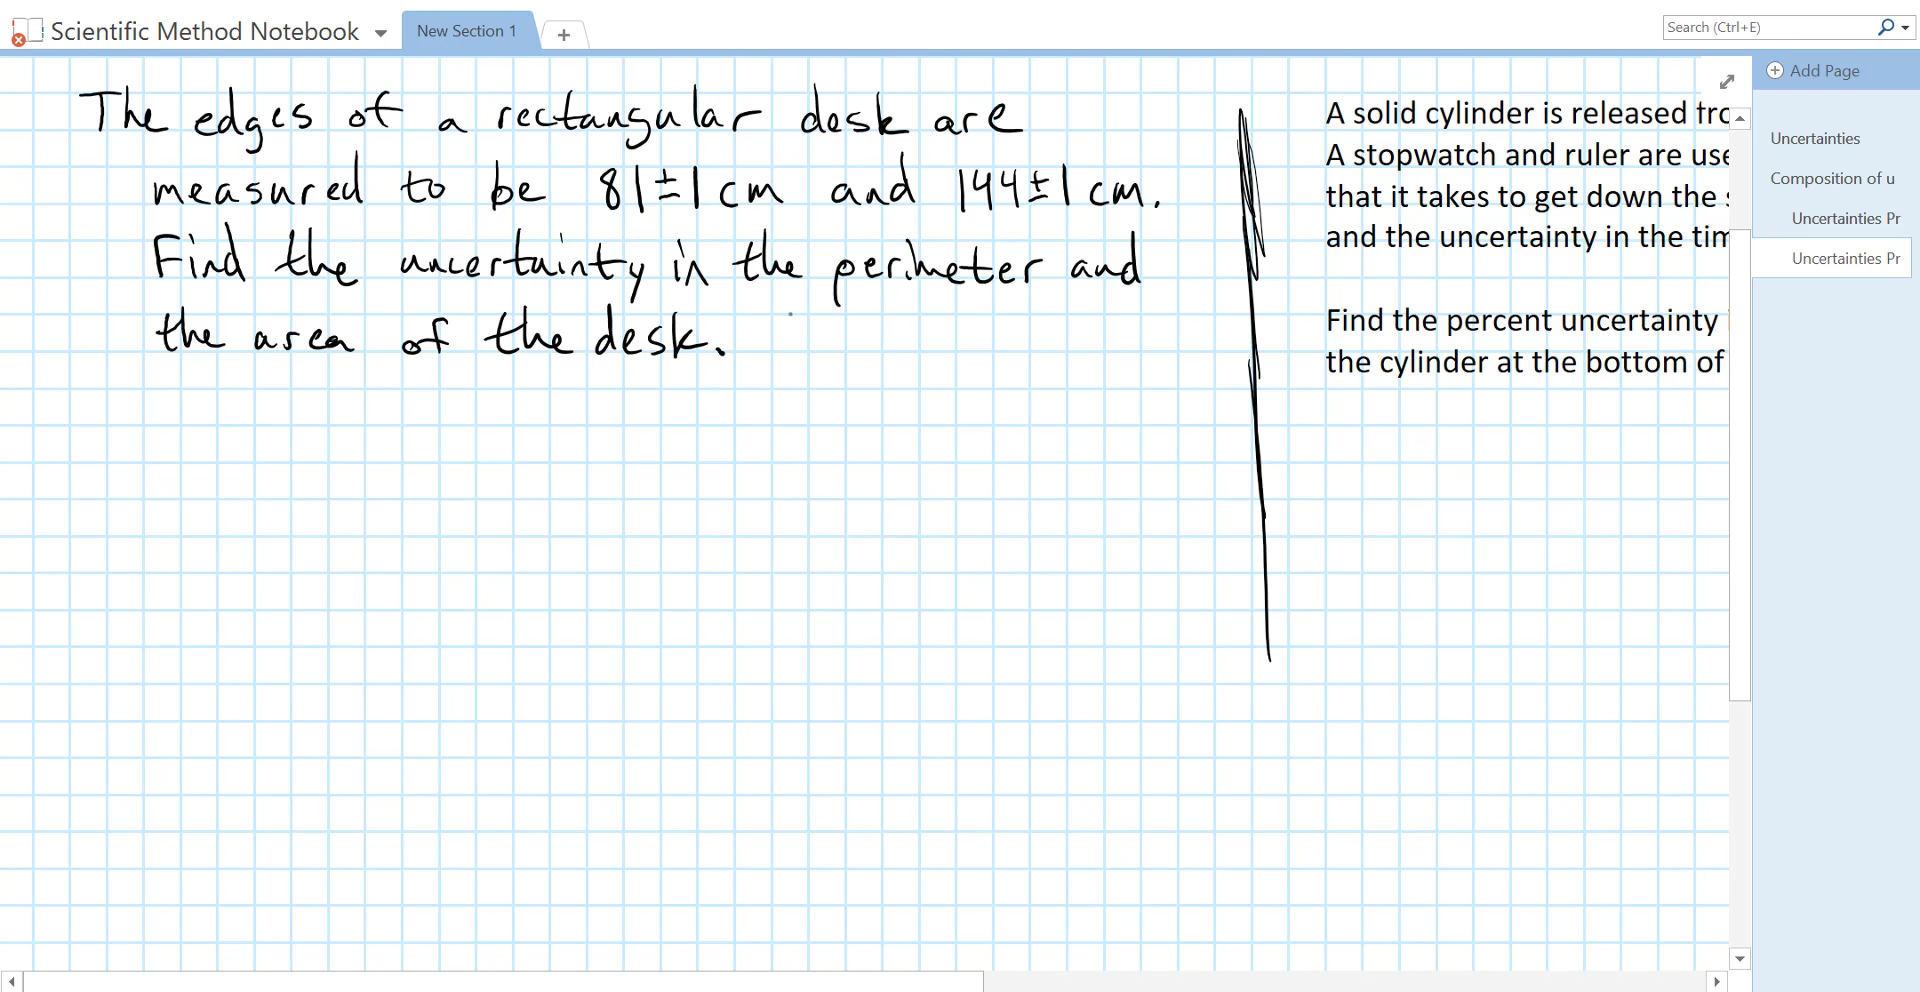 Scientific Method Notebook
New Section 1
Search (Ctrl+E)
The edges of a rectangular desk are
measured to be 81±1 cm and 144±1 cm.
Find the uncertainty in the perimeter and
the area of the desk.
A solid cylinder is released fro
A stopwatch and ruler are use
that it takes to get down the s
and the uncertainty in the tim
Find the percent uncertainty i
the cylinder at the bottom of
Add Page
Uncertainties
Composition of u
Uncertainties Pr
Uncertainties Pr